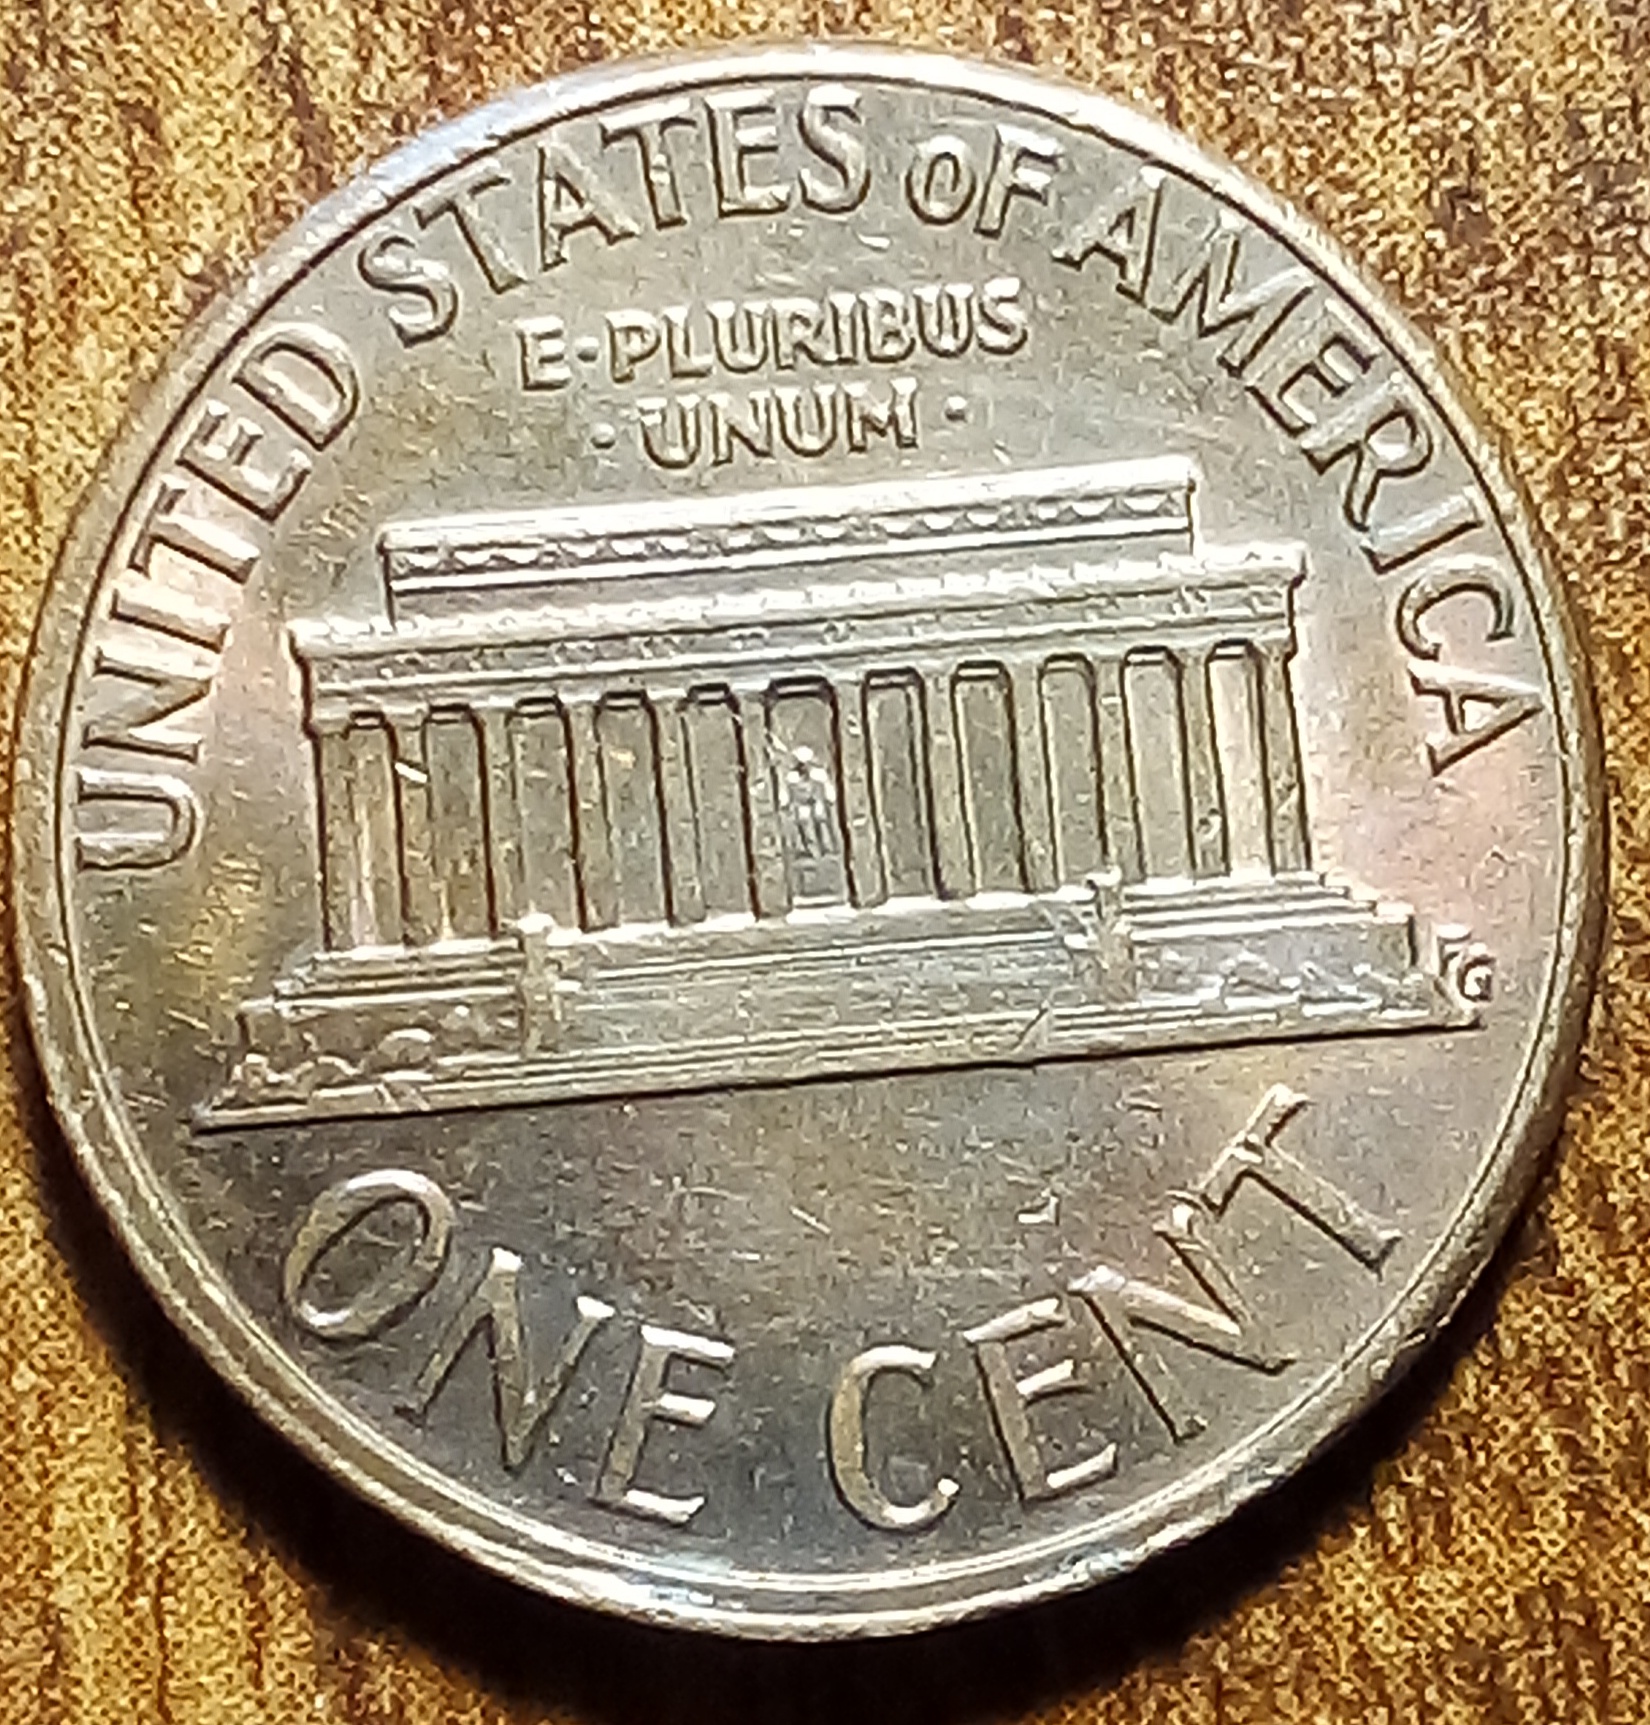 UNITED STATES OF AMERICA
E·PLURIBUS
·UNUM·
FG
ONE CENT